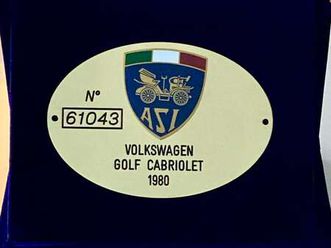 N°
61043
ASI
VOLKSWAGEN
GOLF CABRIOLET
1980